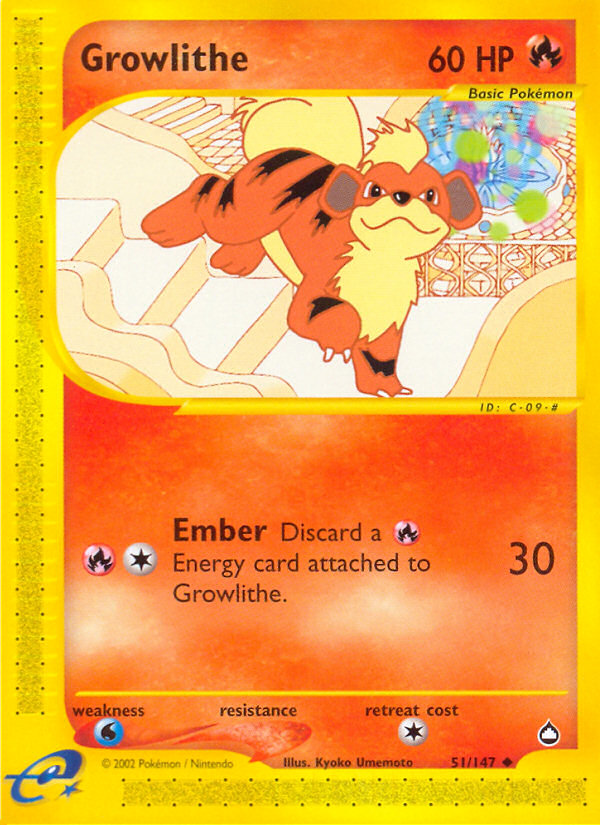 Growlithe 60 HP
Basic Pokémon
ID: C-09-#
Ember Discard a
Energy card attached to
Growlithe.
30
weakness resistance retreat cost
© 2002 Pokémon / Nintendo Illus. Kyoko Umemoto 51/147
e